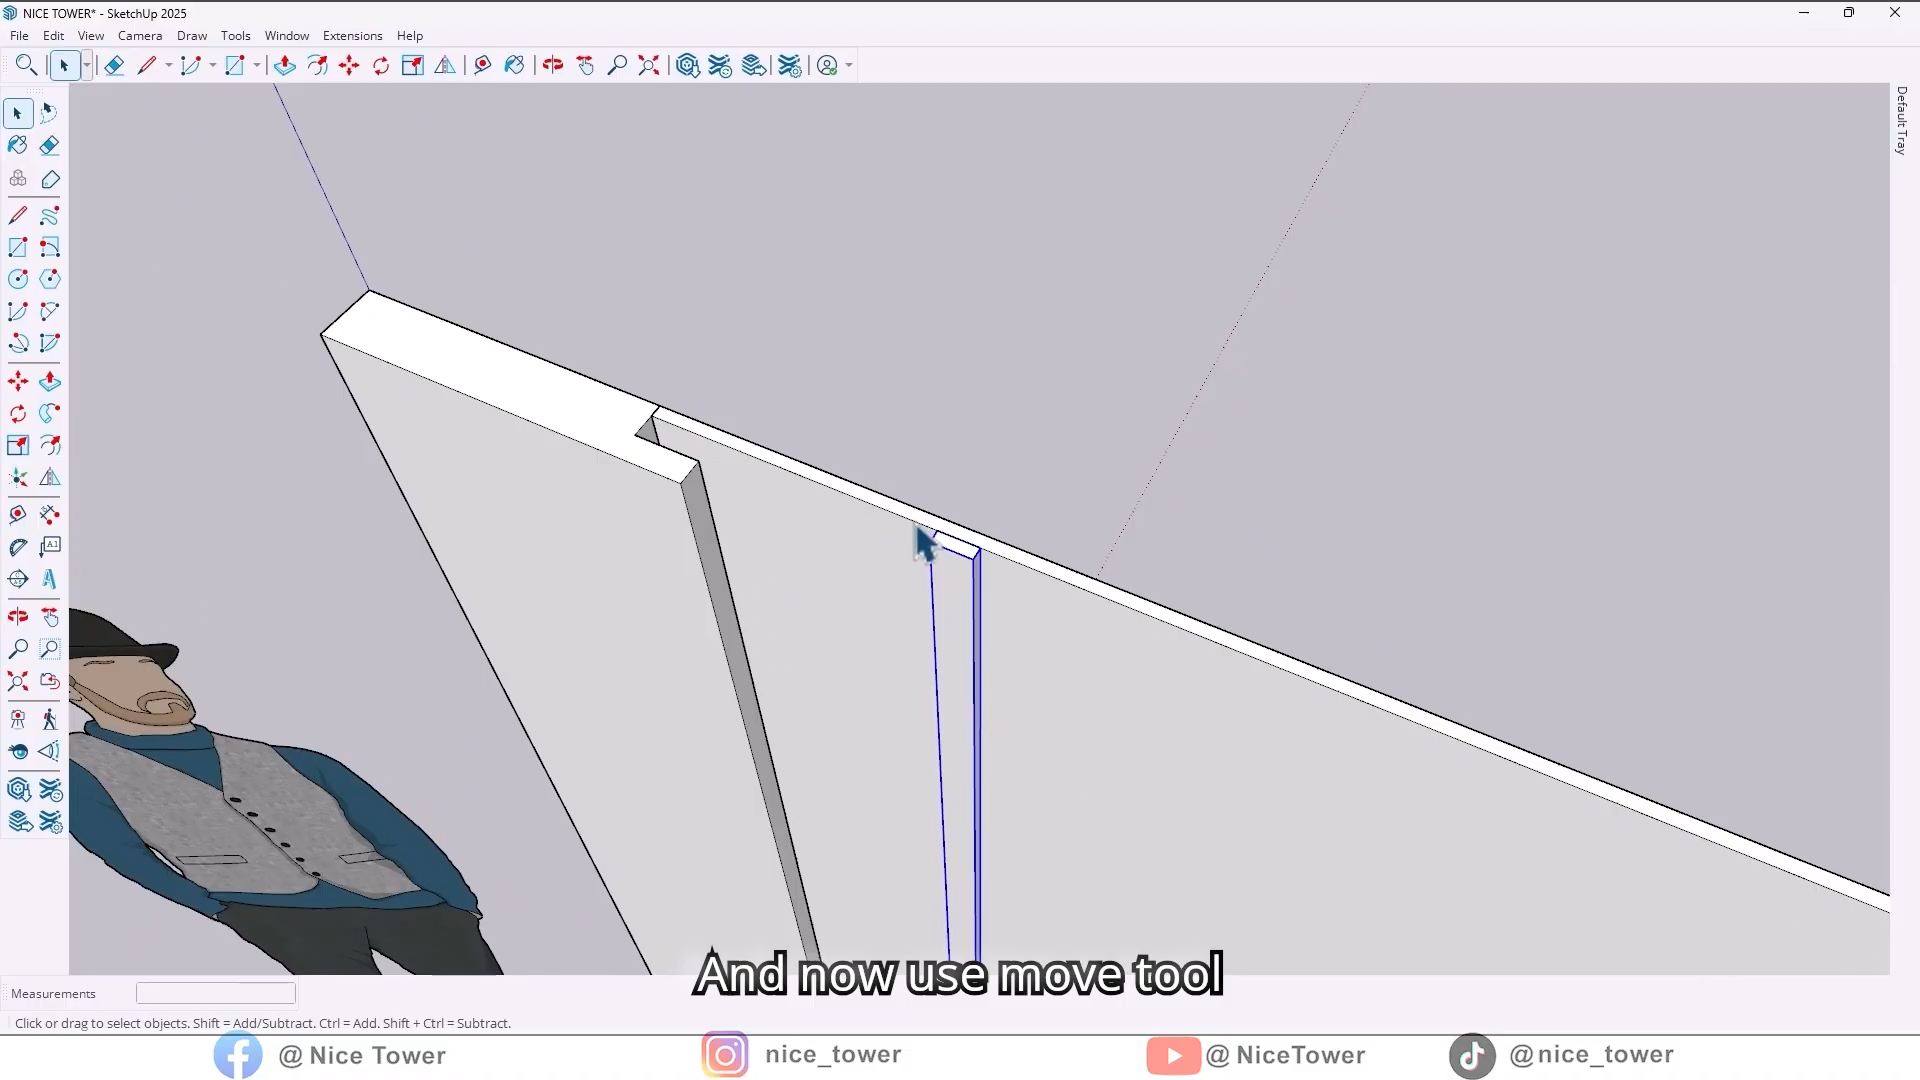 NICE TOWER* - SketchUp 2025
File Edit View Camera Draw Tools Window Extensions Help
Default Tray
A1
And now use move tool
Measurements
Click or drag to select objects. Shift = Add/Subtract. Ctrl = Add. Shift + Ctrl = Subtract.
@ Nice Tower nice_tower @ NiceTower @nice_tower